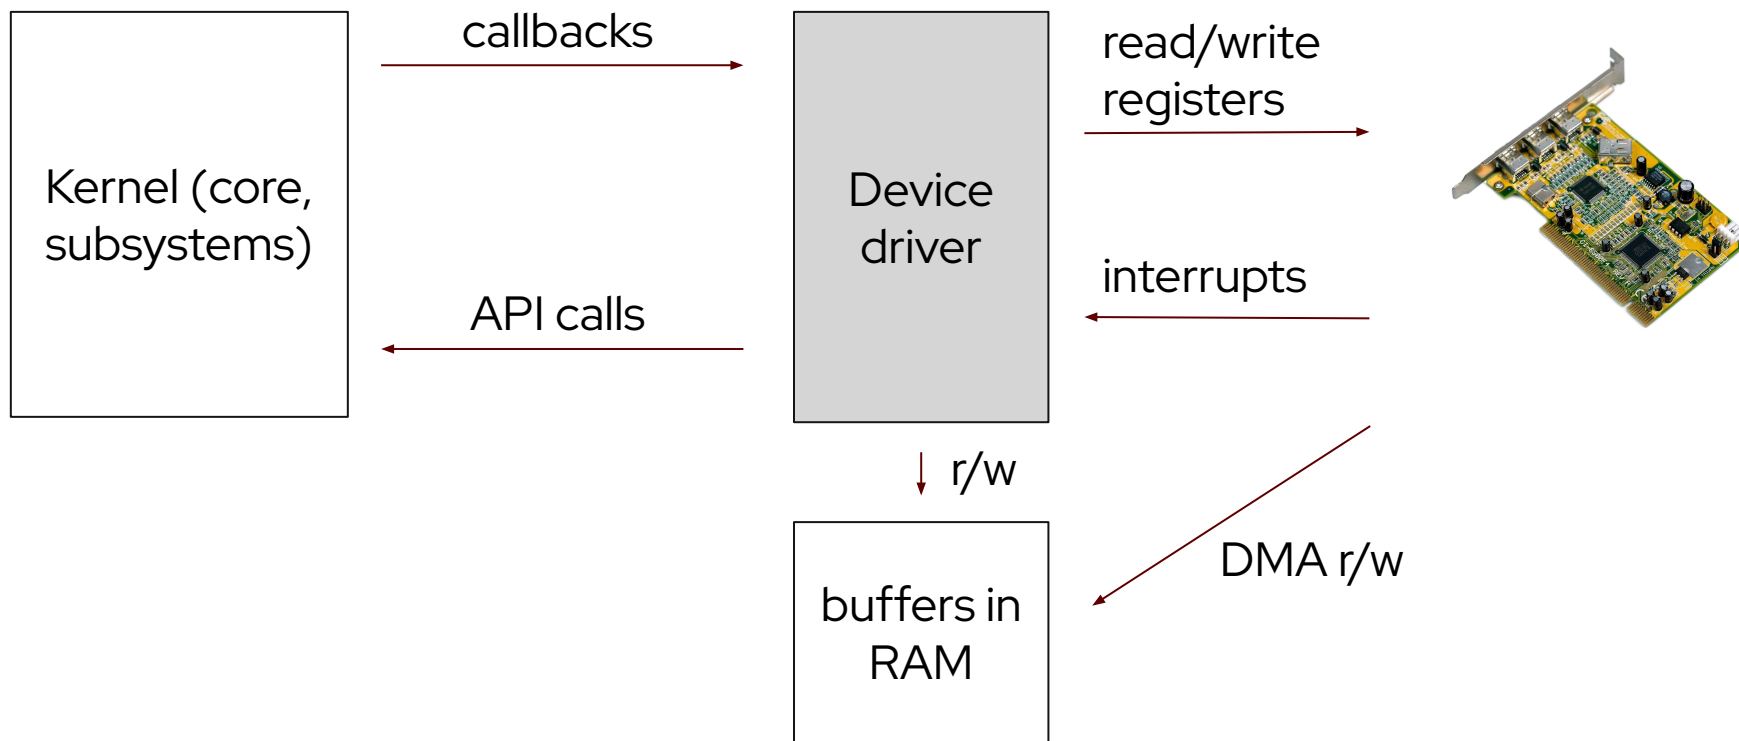 callbacks
read/write
registers
Kernel (core,
subsystems)
Device
driver
interrupts
API calls
r/w
DMA r/w
buffers in
RAM